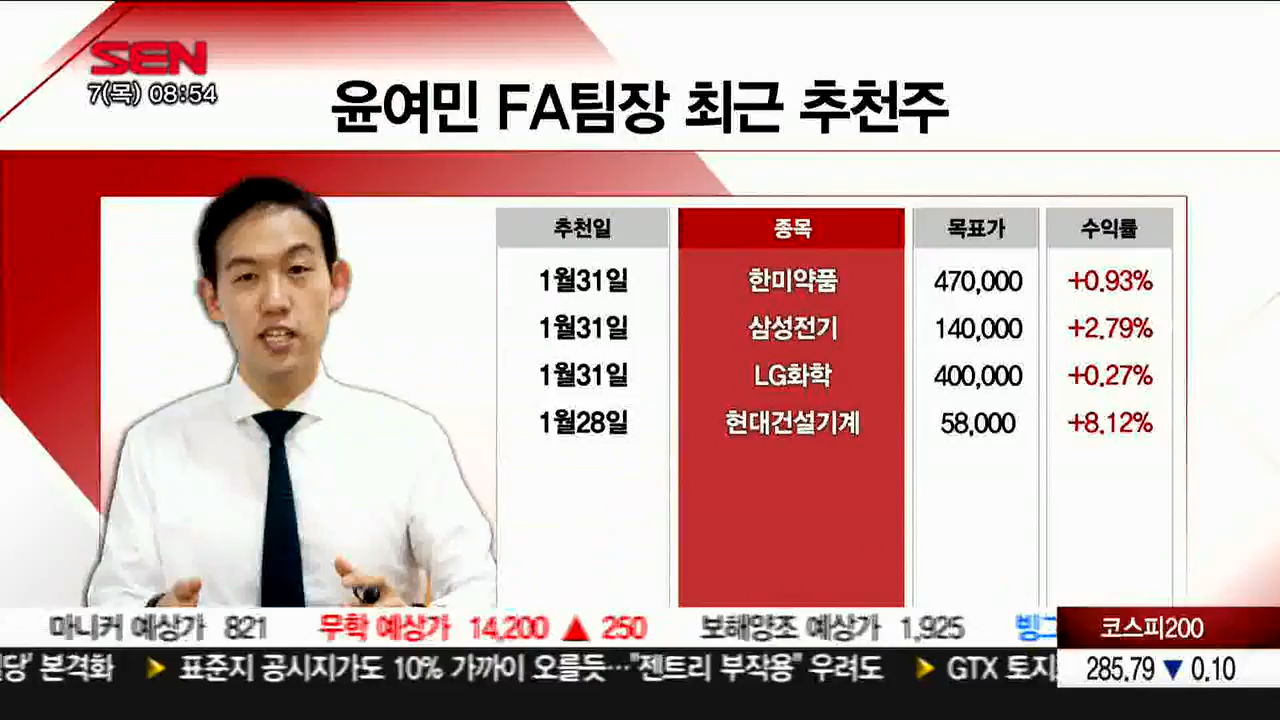 SEN
7(목) 08:54
윤여민 FA팀장 최근 추천주
추천일 종목 목표가 수익률
1월31일 한미약품 470,000 +0.93%
1월31일 삼성전기 140,000 +2.79%
1월31일 LG화학 400,000 +0.27%
1월28일 현대건설기계 58,000 +8.12%
마니커 예상가 821 무학 예상가 14,200 ▲ 250 보해양조 예상가 1,925 빙그
코스피200
당' 본격화 ▶ 표준지 공시지가도 10% 가까이 오를듯…"젠트리 부작용" 우려도 ▶ GTX 토지
285.79 ▼ 0.10